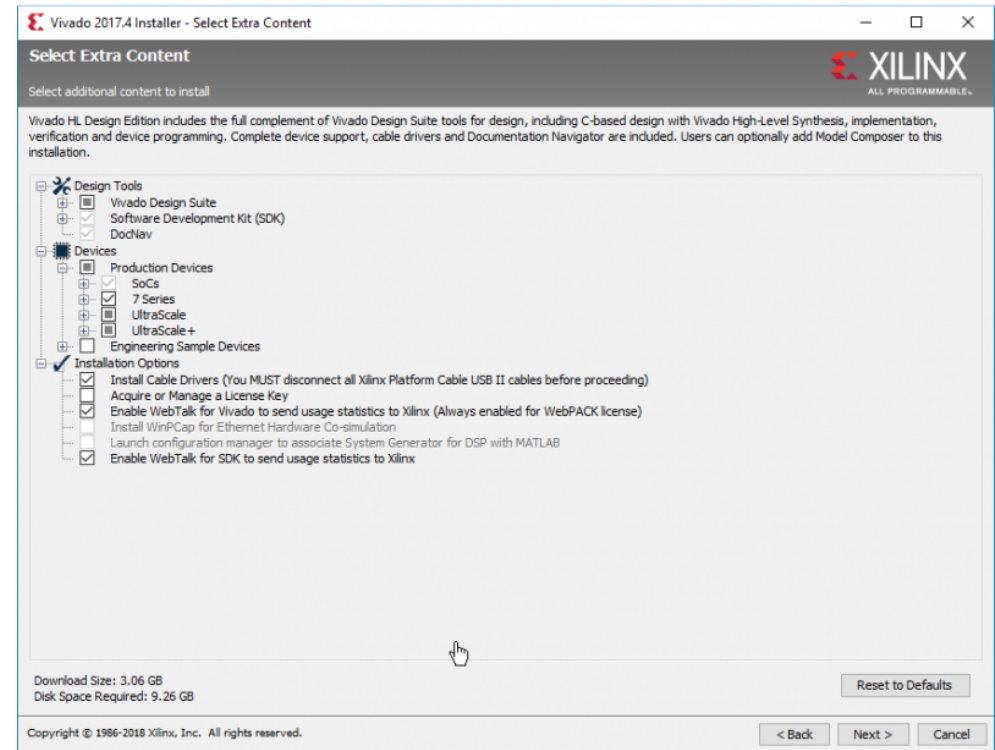 Vivado 2017.4 Installer - Select Extra Content
Select Extra Content
Select additional content to install
XILINX
ALL PROGRAMMABLE.
Vivado HL Design Edition includes the full complement of Vivado Design Suite tools for design, including C-based design with Vivado High-Level Synthesis, implementation,
verification and device programming. Complete device support, cable drivers and Documentation Navigator are included. Users can optionally add Model Composer to this
installation.
Design Tools
Vivado Design Suite
Software Development Kit (SDK)
DocNav
Devices
Production Devices
SoCs
7 Series
UltraScale
UltraScale+
Engineering Sample Devices
Installation Options
Install Cable Drivers (You MUST disconnect all Xilinx Platform Cable USB II cables before proceeding)
Acquire or Manage a License Key
Enable WebTalk for Vivado to send usage statistics to Xilinx (Always enabled for WebPACK license)
Install WinPCap for Ethernet Hardware Co-simulation
Launch configuration manager to associate System Generator for DSP with MATLAB
Enable WebTalk for SDK to send usage statistics to Xilinx
Download Size: 3.06 GB
Disk Space Required: 9.26 GB
Reset to Defaults
Copyright © 1986-2018 Xilinx, Inc. All rights reserved.
< Back
Next >
Cancel